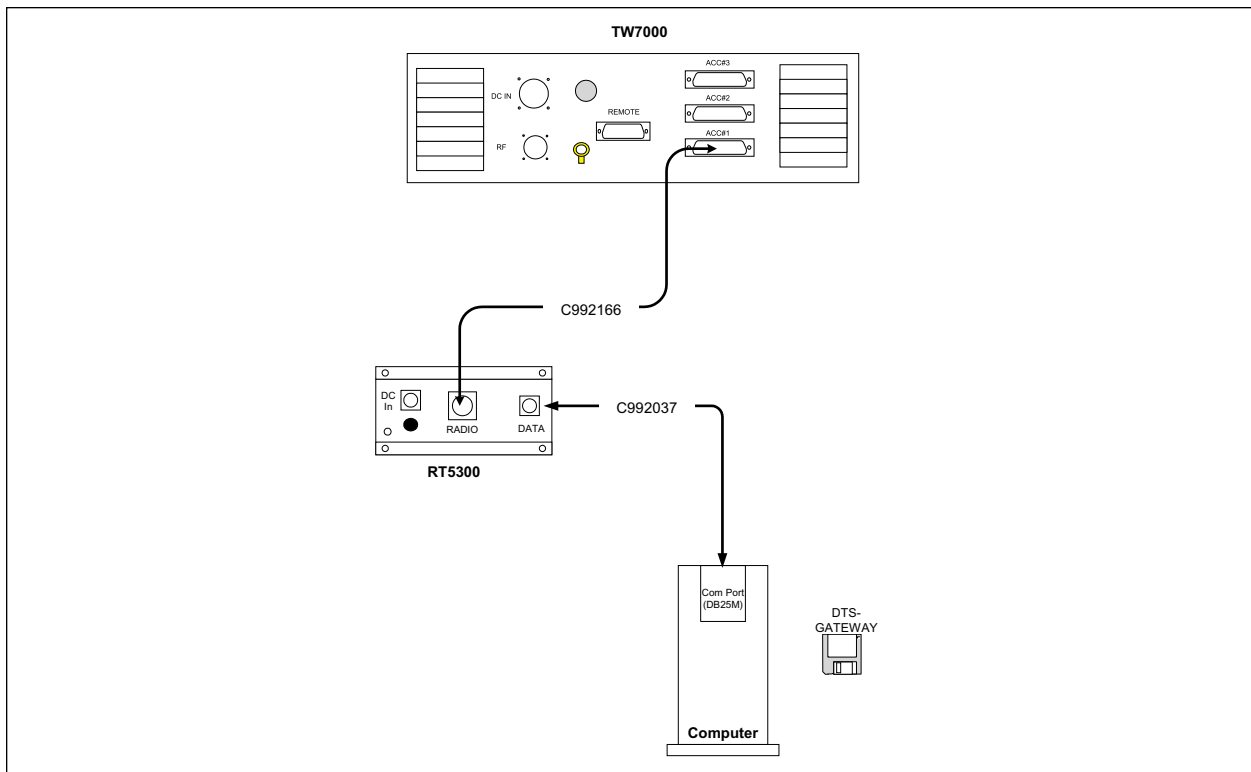 TW7000
ACC#3
DC IN
ACC#2
REMOTE
ACC#1
RF
C992166
DC
In
RADIO
DATA
C992037
RT5300
Com Port
(DB25M)
DTS-
GATEWAY
Computer